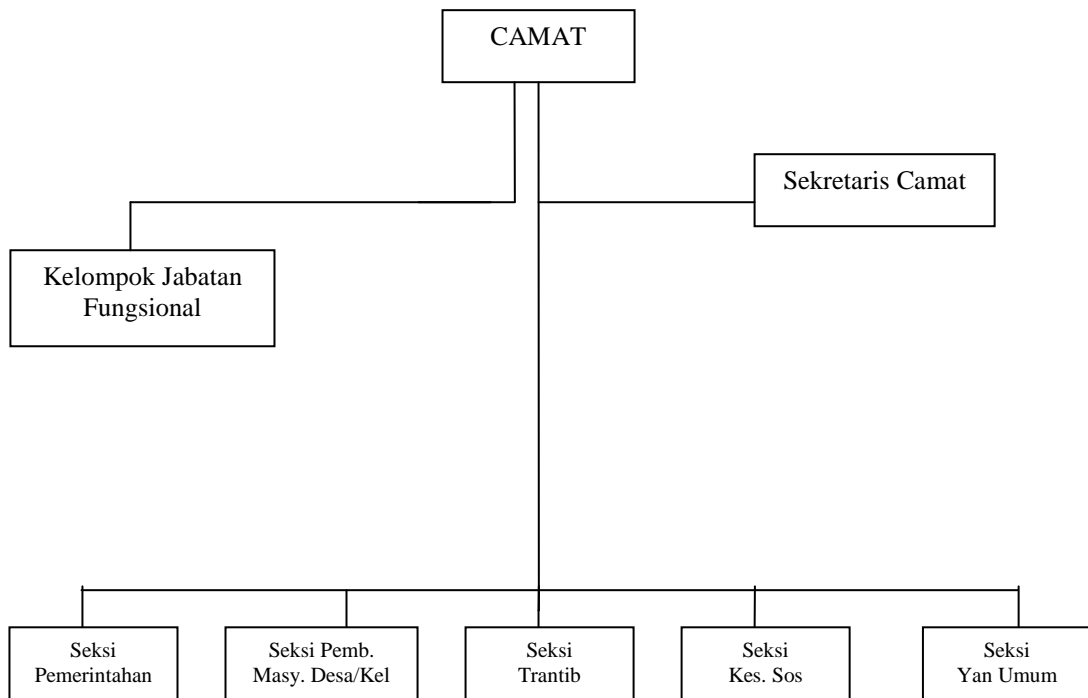 CAMAT
Sekretaris Camat
Kelompok Jabatan
Fungsional
Seksi
Pemerintahan
Seksi Pemb.
Masy. Desa/Kel
Seksi
Trantib
Seksi
Kes. Sos
Seksi
Yan Umum